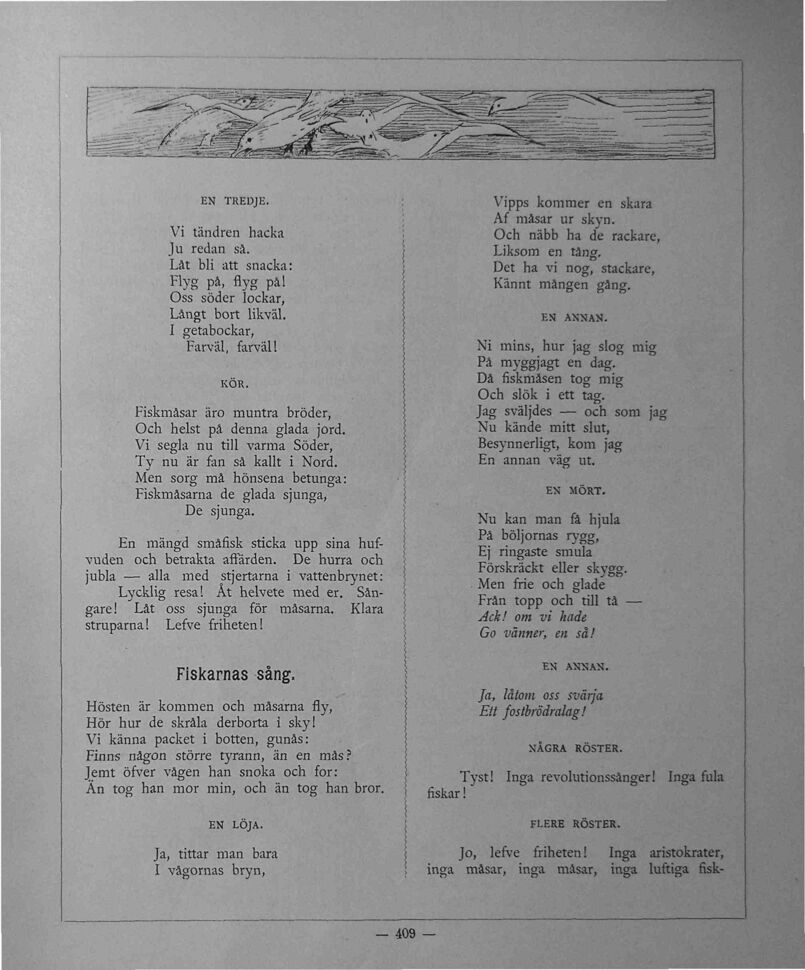 EN TREDJE.
Vi tändren hacka
Ju redan så.
Låt bli att snacka:
Flyg på, flyg på!
Oss söder lockar,
Långt bort likväl.
I getabockar,
Farväl, farväl!
KÖR.
Fiskmåsar äro muntra bröder,
Och helst på denna glada jord.
Vi segla nu till varma Söder,
Ty nu är fan så kallt i Nord.
Men sorg må hönsena betunga:
Fiskmåsarna de glada sjunga,
De sjunga.
En mängd småfisk sticka upp sina huf-
vuden och betrakta affärden. De hurra och
jubla — alla med stjertarna i vattenbrynet:
Lycklig resa! Åt helvete med er. Sån-
gare! Låt oss sjunga för måsarna. Klara
struparna! Lefve friheten!
Fiskarnas sång.
Hösten är kommen och måsarna fly,
Hör hur de skråla derborta i sky!
Vi känna packet i botten, gunås:
Finns någon större tyrann, än en mås?
Jemt öfver vågen han snoka och for:
Än tog han mor min, och än tog han bror.
EN LÖJA.
Ja, tittar man bara
I vågornas bryn,
Vipps kommer en skara
Af måsar ur skyn.
Och näbb ha de rackare,
Liksom en tång.
Det ha vi nog, stackare,
Kännt mången gång.
EN ANNAN.
Ni mins, hur jag slog mig
På myggjagt en dag.
Då fiskmåsen tog mig
Och slök i ett tag.
Jag sväljdes — och som jag
Nu kände mitt slut,
Besynnerligt, kom jag
En annan väg ut.
EN MÖRT.
Nu kan man få hjula
På böljornas rygg,
Ej ringaste smula
Förskräckt eller skygg.
Men frie och glade
Från topp och till tå —
Ack! om vi hade
Go vänner, en så!
EN ANNAN.
Ja, låtom oss svärja
Ett fostbrödralag!
NÅGRA RÖSTER.
Tyst! Inga revolutionssånger! Inga fula
fiskar!
FLERE RÖSTER.
Jo, lefve friheten! Inga aristokrater,
inga måsar, inga måsar, inga luftiga fisk-
— 409 —